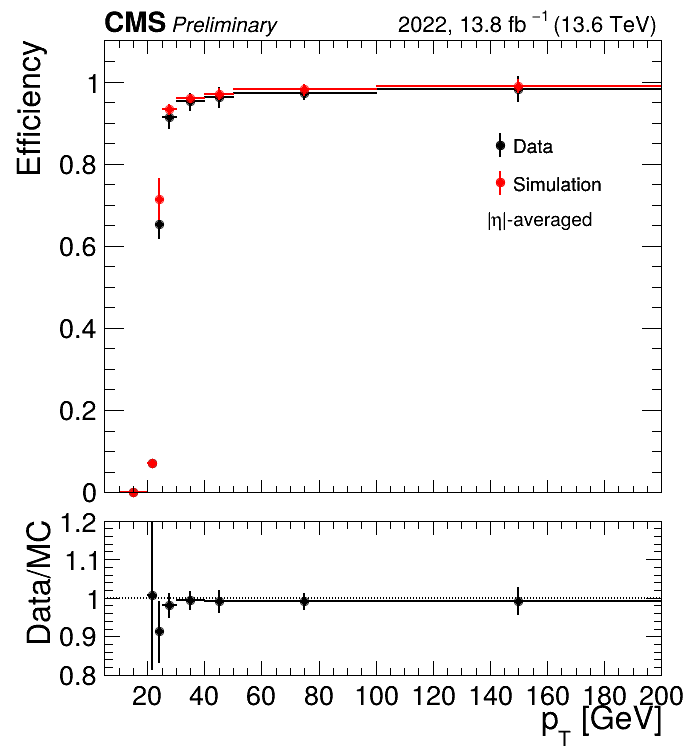 CMS Preliminary 2022, 13.8 fb⁻¹ (13.6 TeV)
Efficiency
1
0.8
0.6
0.4
0.2
0
Data
Simulation
|η|-averaged
Data/MC
1.2
1.1
1
0.9
0.8
20 40 60 80 100 120 140 160 180 200
p_T [GeV]